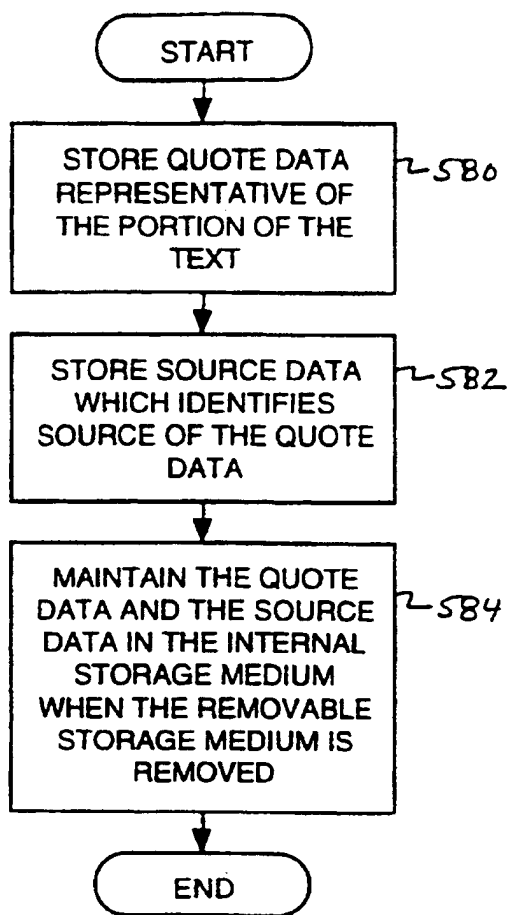 START
STORE QUOTE DATA
REPRESENTATIVE OF
THE PORTION OF THE
TEXT
580
STORE SOURCE DATA
WHICH IDENTIFIES
SOURCE OF THE QUOTE
DATA
582
MAINTAIN THE QUOTE
DATA AND THE SOURCE
DATA IN THE INTERNAL
STORAGE MEDIUM
WHEN THE REMOVABLE
STORAGE MEDIUM IS
REMOVED
584
END